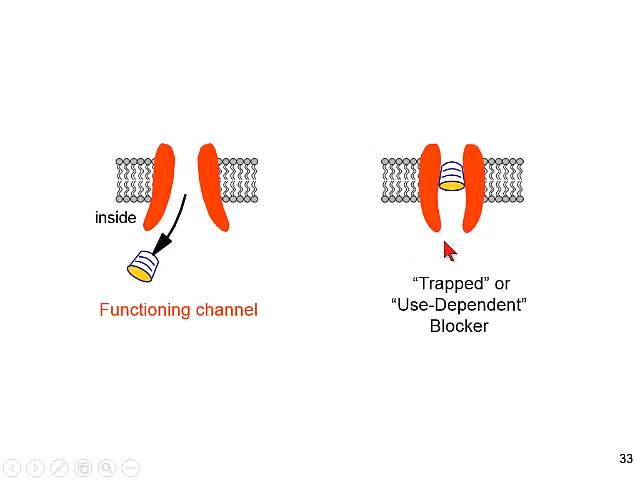 inside
Functioning channel
“Trapped” or
“Use-Dependent”
Blocker
33